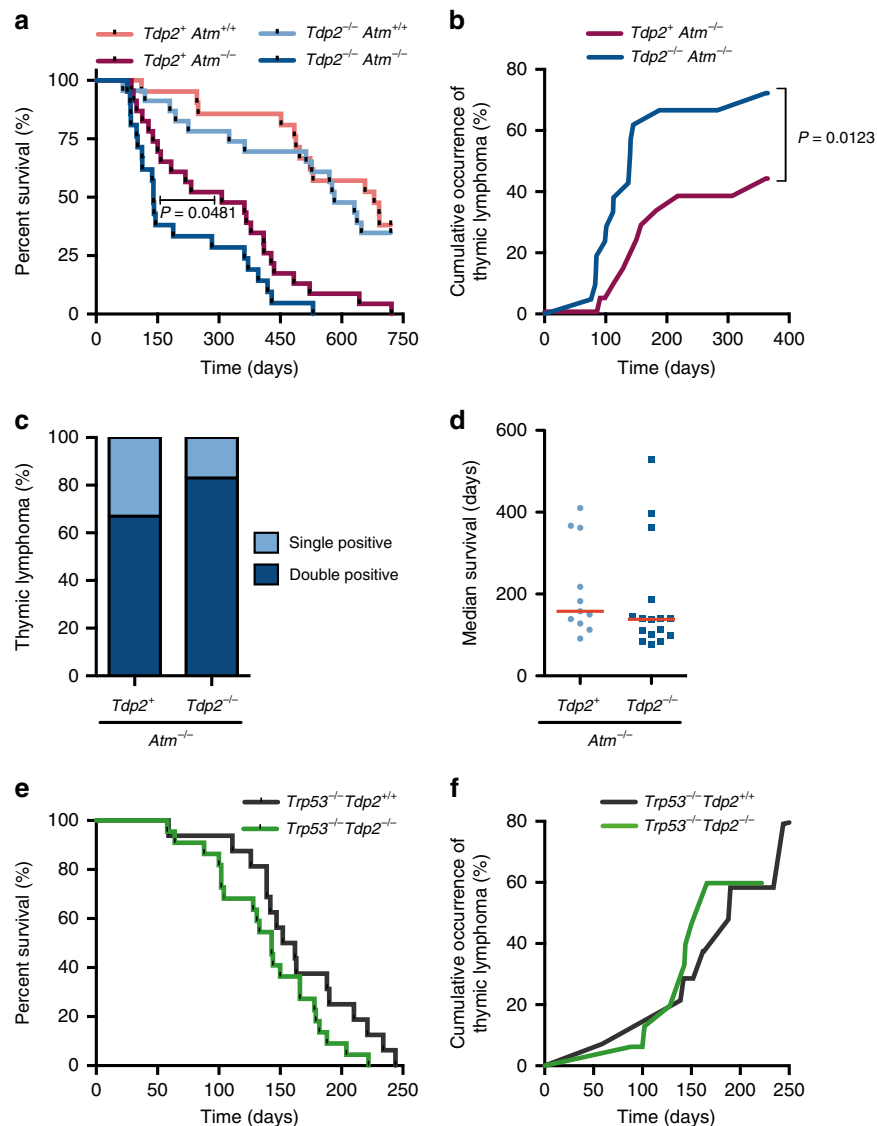 a
Tdp2⁺ Atm⁺/⁺
Tdp2⁻/⁻ Atm⁺/⁺
Tdp2⁺ Atm⁻/⁻
Tdp2⁻/⁻ Atm⁻/⁻
Percent survival (%)
100
75
50
25
0
P = 0.0481
0 150 300 450 600 750
Time (days)
b
Tdp2⁺ Atm⁻/⁻
Tdp2⁻/⁻ Atm⁻/⁻
Cumulative occurrence of
thymic lymphoma (%)
80
60
40
20
0
P = 0.0123
0 100 200 300 400
Time (days)
c
Thymic lymphoma (%)
100
80
60
40
20
0
Single positive
Double positive
Tdp2⁺ Tdp2⁻/⁻
Atm⁻/⁻
d
Median survival (days)
600
400
200
0
Tdp2⁺ Tdp2⁻/⁻
Atm⁻/⁻
e
Trp53⁻/⁻ Tdp2⁺/⁺
Trp53⁻/⁻ Tdp2⁻/⁻
Percent survival (%)
100
80
60
40
20
0
0 50 100 150 200 250
Time (days)
f
Trp53⁻/⁻ Tdp2⁺/⁺
Trp53⁻/⁻ Tdp2⁻/⁻
Cumulative occurrence of
thymic lymphoma (%)
80
60
40
20
0
0 50 100 150 200 250
Time (days)